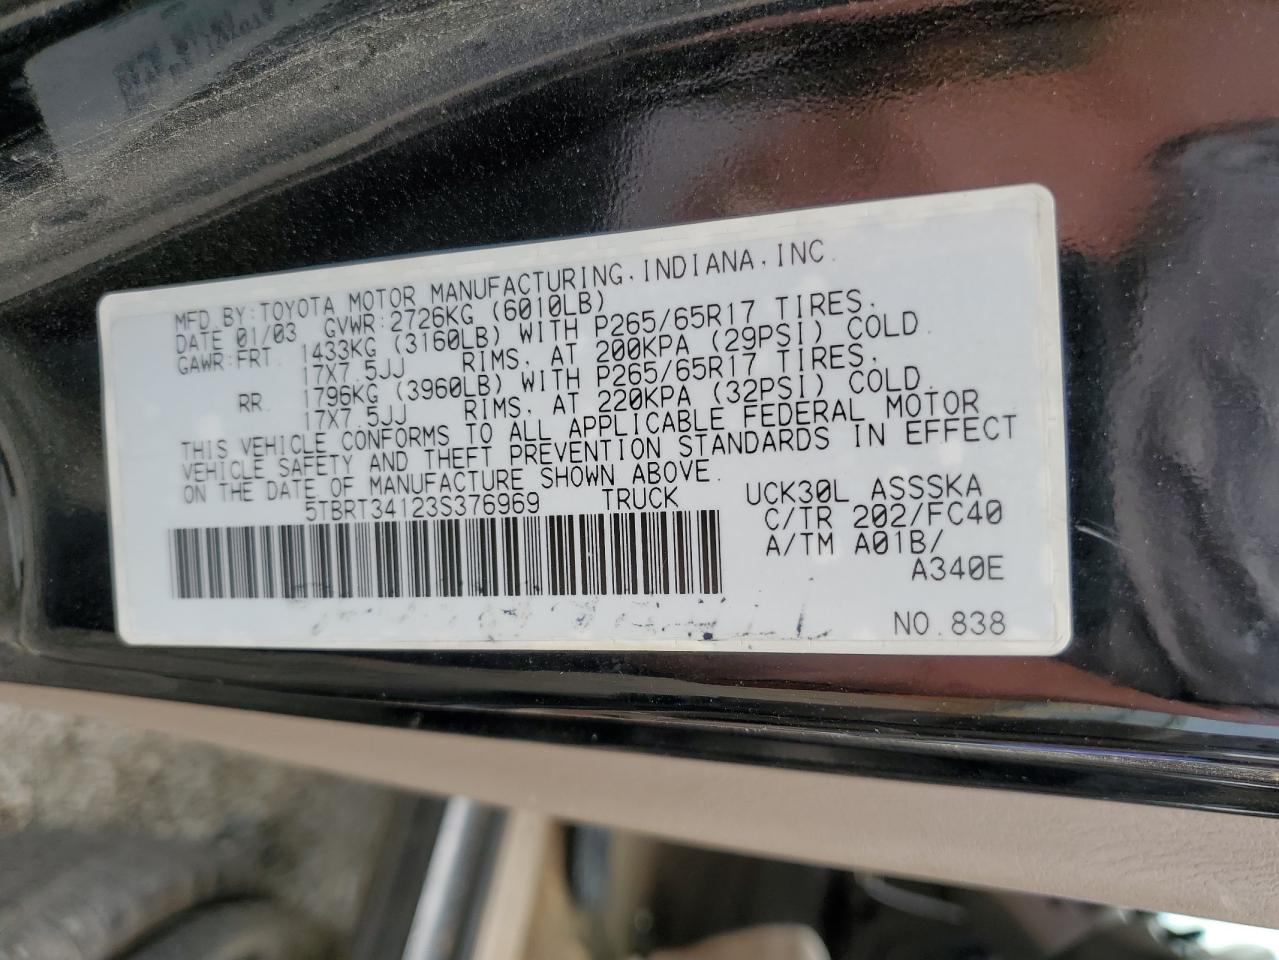 MFD BY:TOYOTA MOTOR MANUFACTURING,INDIANA,INC.
DATE 01/03 GVWR:2726KG (6010LB)
GAWR:FRT. 1433KG (3160LB) WITH P265/65R17 TIRES,
17X7.5JJ RIMS, AT 200KPA (29PSI) COLD.
RR. 1796KG (3960LB) WITH P265/65R17 TIRES,
17X7.5JJ RIMS, AT 220KPA (32PSI) COLD.
THIS VEHICLE CONFORMS TO ALL APPLICABLE FEDERAL MOTOR
VEHICLE SAFETY AND THEFT PREVENTION STANDARDS IN EFFECT
ON THE DATE OF MANUFACTURE SHOWN ABOVE.
5TBRT34123S376969 TRUCK
UCK30L ASSSKA
C/TR 202/FC40
A/TM A01B/
A340E
NO.838